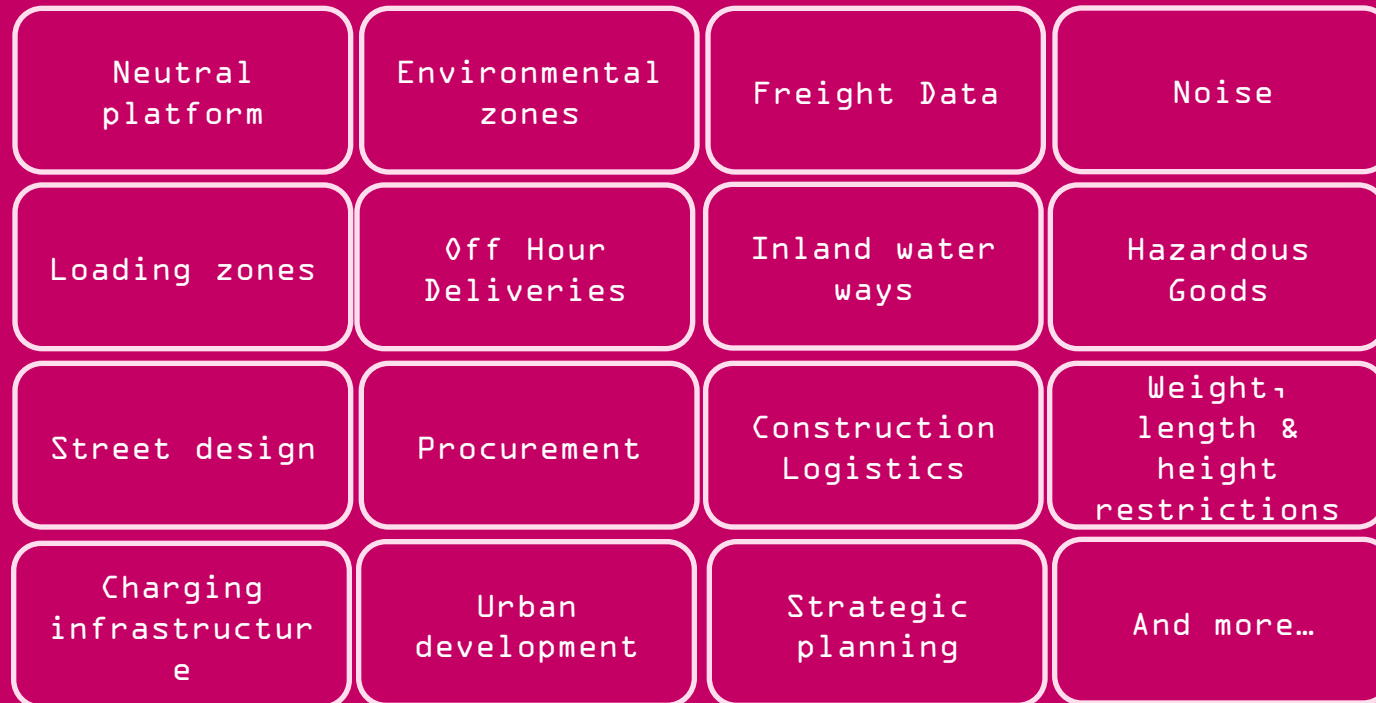 Neutral
platform
Environmental
zones
Freight Data
Noise
Loading zones
Off Hour
Deliveries
Inland water
ways
Hazardous
Goods
Street design
Procurement
Construction
Logistics
Weight,
length &
height
restrictions
Charging
infrastructur
e
Urban
development
Strategic
planning
And more…